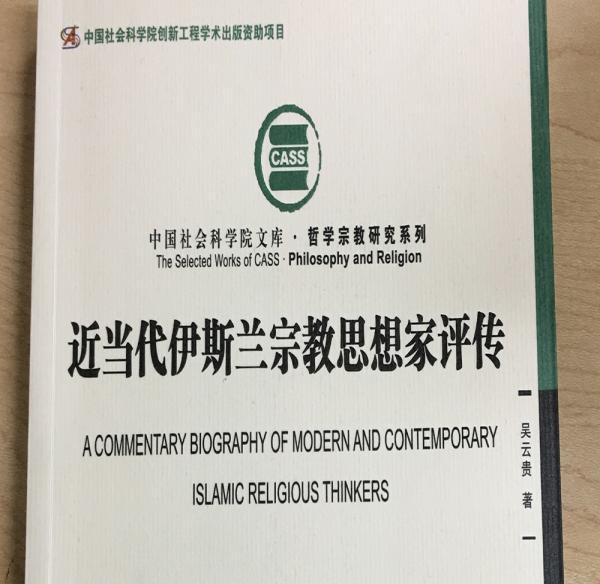 中国社会科学院创新工程学术出版资助项目
CASS
中国社会科学院文库·哲学宗教研究系列
The Selected Works of CASS · Philosophy and Religion
近当代伊斯兰宗教思想家评传
A COMMENTARY BIOGRAPHY OF MODERN AND CONTEMPORARY
ISLAMIC RELIGIOUS THINKERS
吴云贵 著